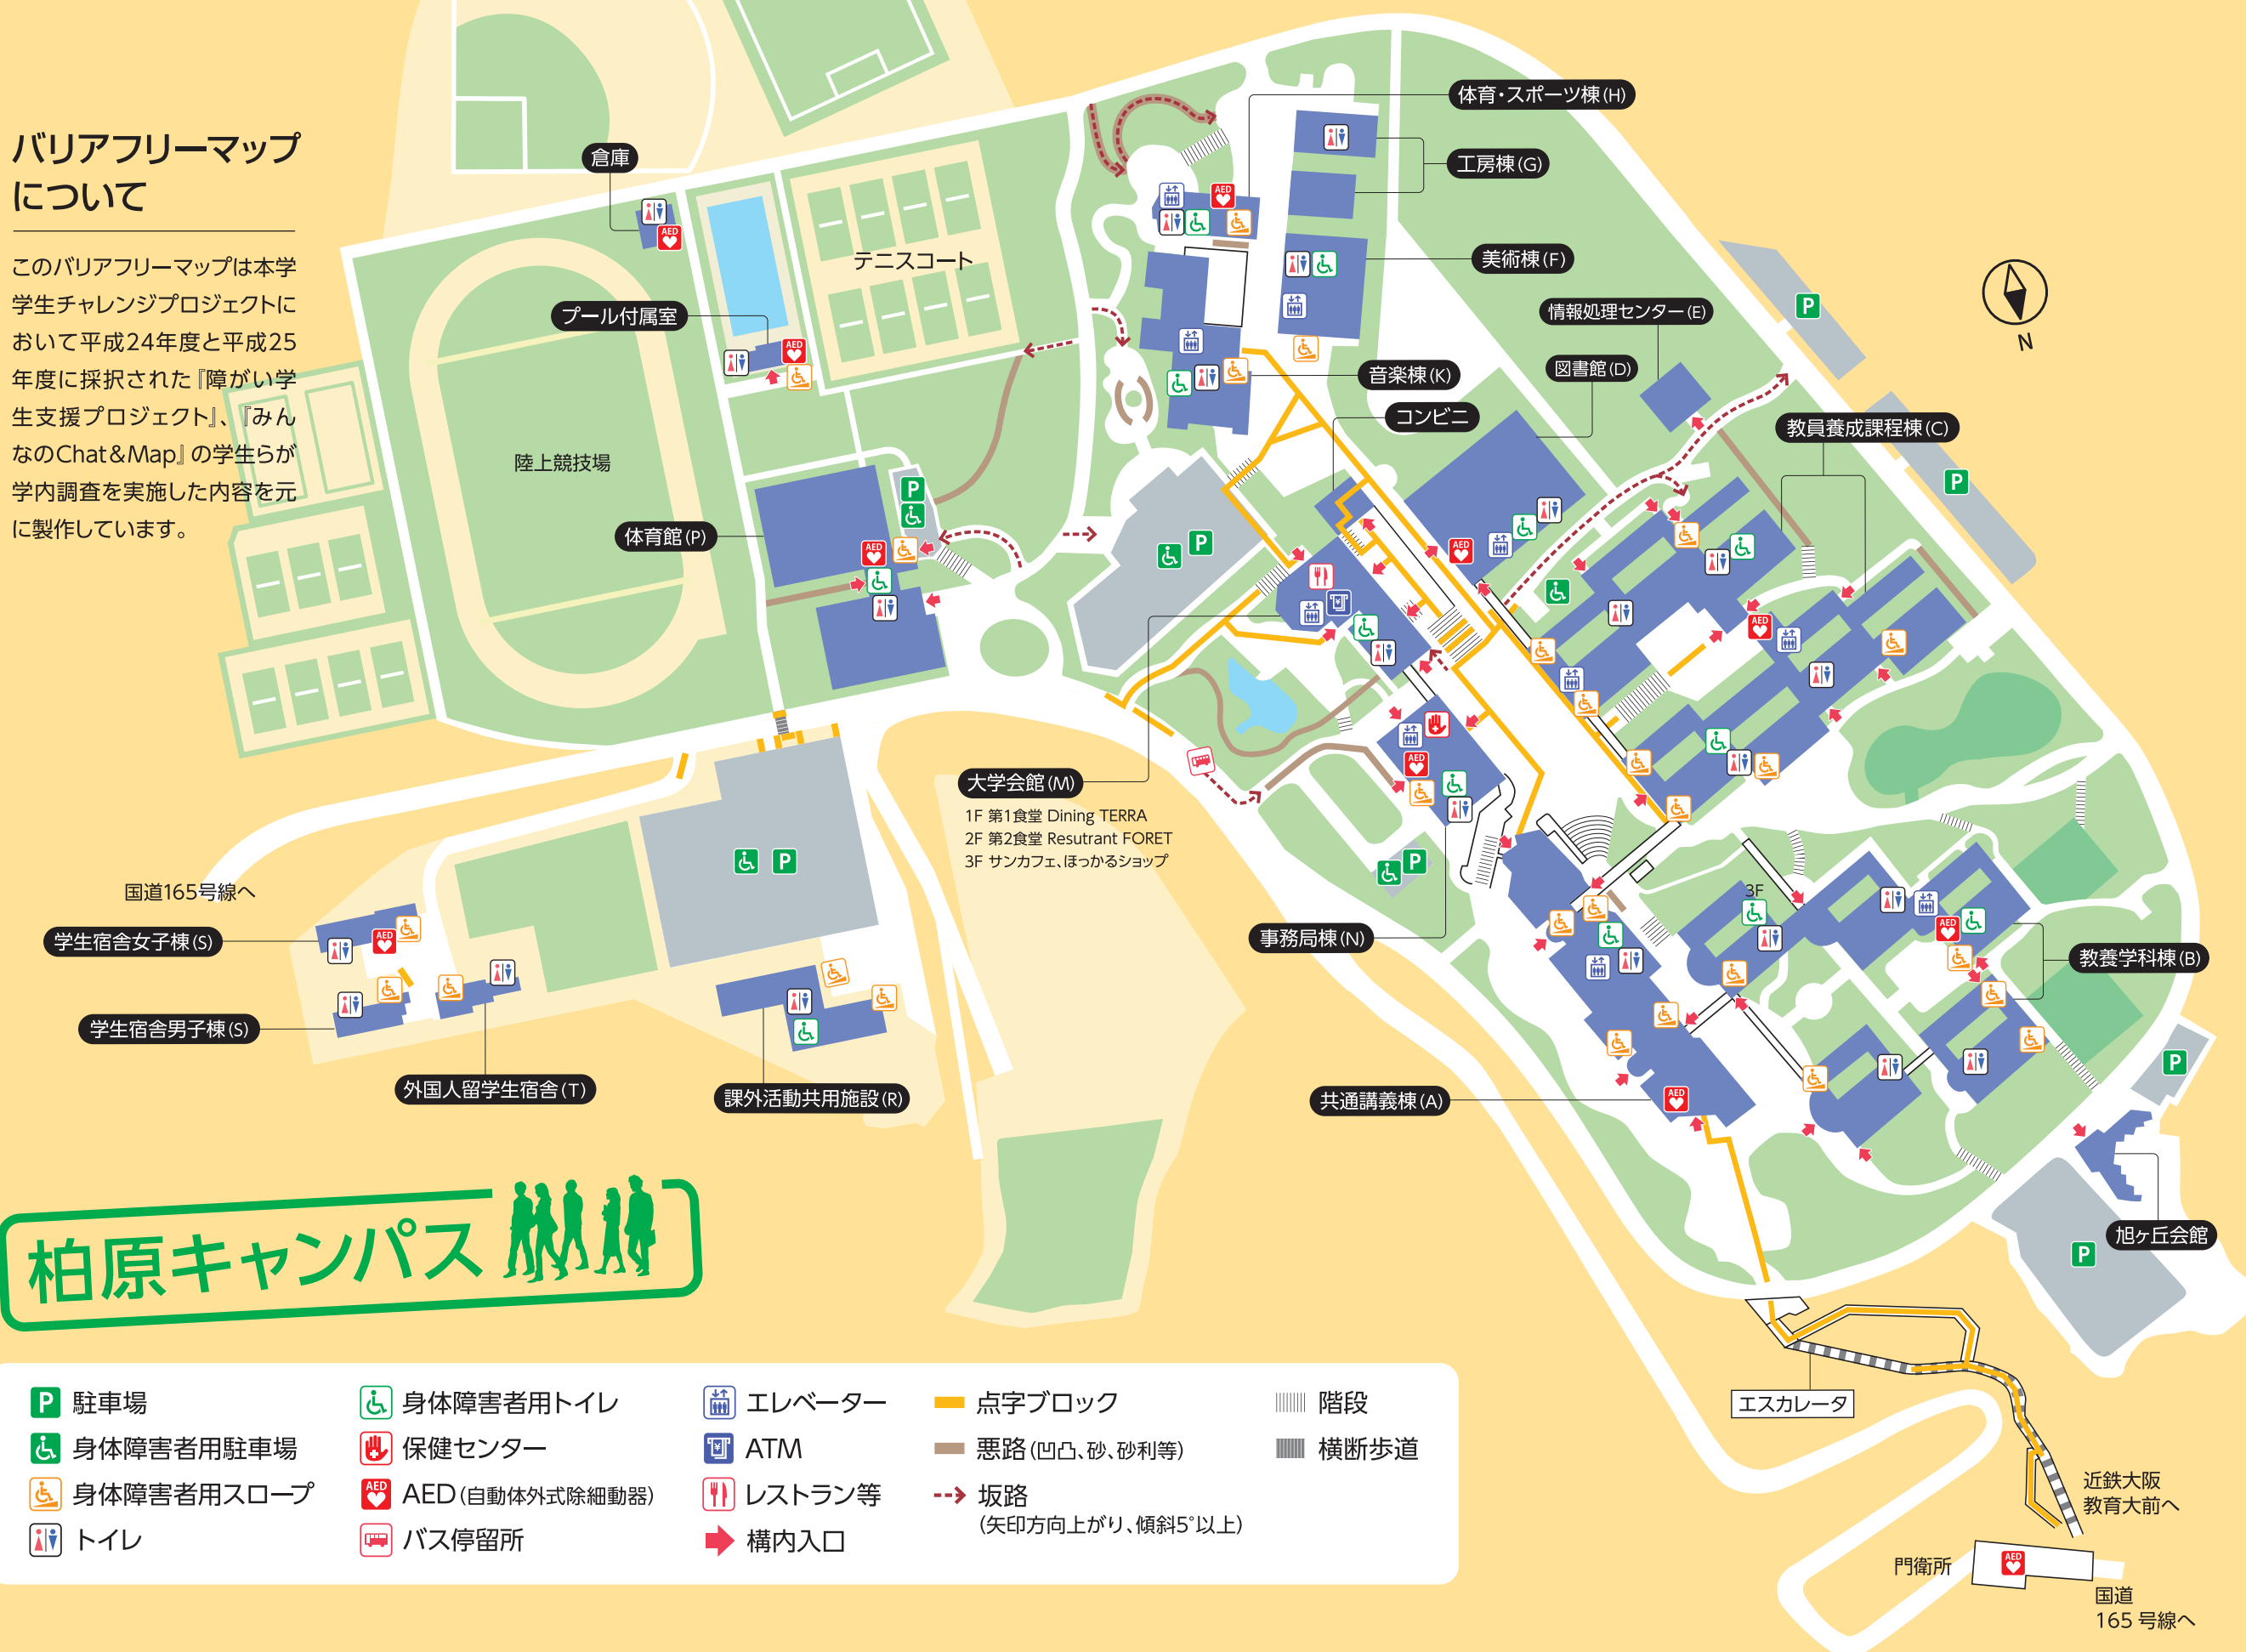 バリアフリーマップ
について
このバリアフリーマップは本学
学生チャレンジプロジェクトに
おいて平成24年度と平成25
年度に採択された『障がい学
生支援プロジェクト』、『みん
なのChat&Map』の学生らが
学内調査を実施した内容を元
に製作しています。
倉庫
プール付属室
テニスコート
陸上競技場
体育館(P)
体育・スポーツ棟(H)
工房棟(G)
美術棟(F)
情報処理センター(E)
図書館(D)
音楽棟(K)
コンビニ
教員養成課程棟(C)
N
大学会館(M)
1F 第1食堂 Dining TERRA
2F 第2食堂 Resutrant FORET
3F サンカフェ、ほっかるショップ
事務局棟(N)
3F
教養学科棟(B)
共通講義棟(A)
旭ヶ丘会館
国道165号線へ
学生宿舎女子棟(S)
学生宿舎男子棟(S)
外国人留学生宿舎(T)
課外活動共用施設(R)
柏原キャンパス
エスカレータ
近鉄大阪
教育大前へ
門衛所
国道
165 号線へ
P 駐車場
身体障害者用駐車場
身体障害者用スロープ
トイレ
身体障害者用トイレ
保健センター
AED AED(自動体外式除細動器)
バス停留所
エレベーター
ATM
レストラン等
構内入口
点字ブロック
悪路(凹凸、砂、砂利等)
坂路
(矢印方向上がり、傾斜5°以上)
階段
横断歩道